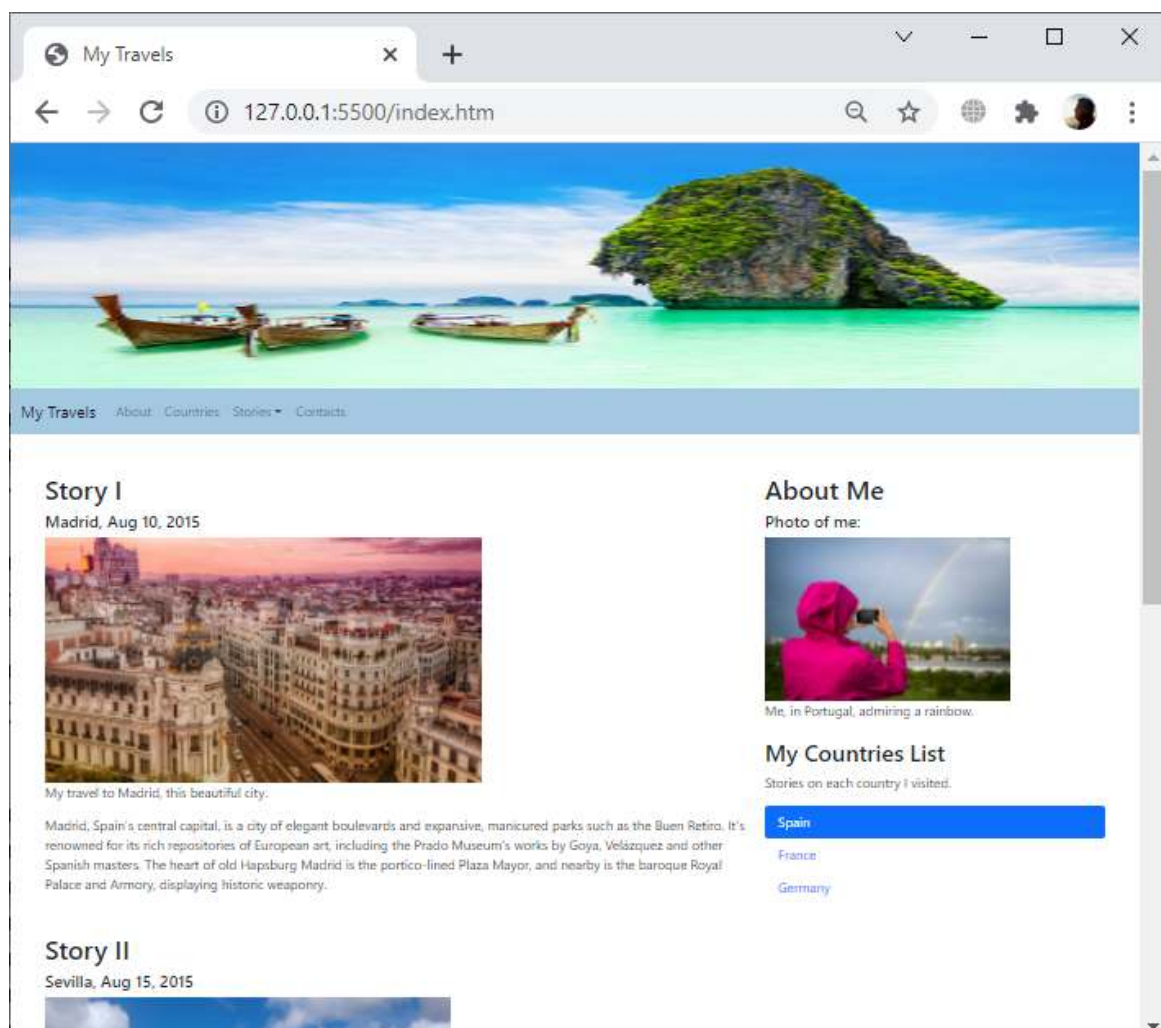 My Travels
127.0.0.1:5500/index.htm
My Travels About Countries Stories Contacts
Story I
Madrid, Aug 10, 2015
My travel to Madrid, this beautiful city.
Madrid, Spain's central capital, is a city of elegant boulevards and expansive, manicured parks such as the Buen Retiro. It's
renowned for its rich repositories of European art, including the Prado Museum's works by Goya, Velázquez and other
Spanish masters. The heart of old Hapsburg Madrid is the portico-lined Plaza Mayor, and nearby is the baroque Royal
Palace and Armory, displaying historic weaponry.
Story II
Sevilla, Aug 15, 2015
About Me
Photo of me:
Me, in Portugal, admiring a rainbow.
My Countries List
Stories on each country I visited.
Spain
France
Germany